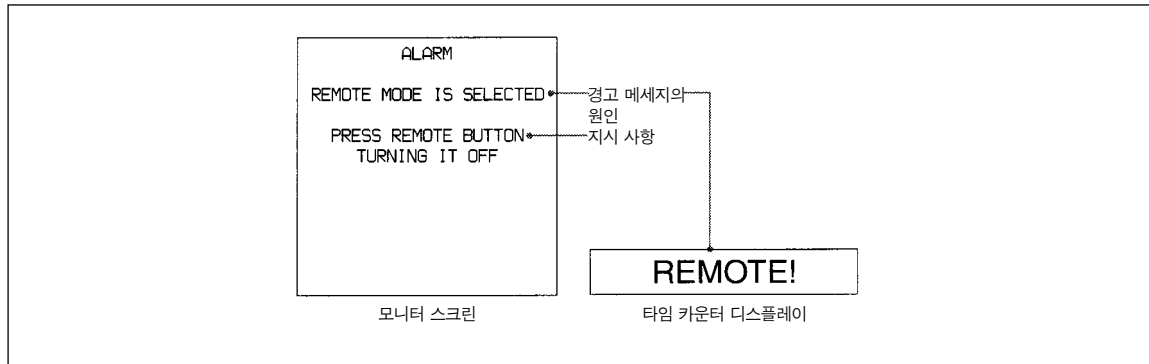 ALARM
REMOTE MODE IS SELECTED
PRESS REMOTE BUTTON
TURNING IT OFF
경고 메세지의
원인
지시 사항
REMOTE!
모니터 스크린
타임 카운터 디스플레이